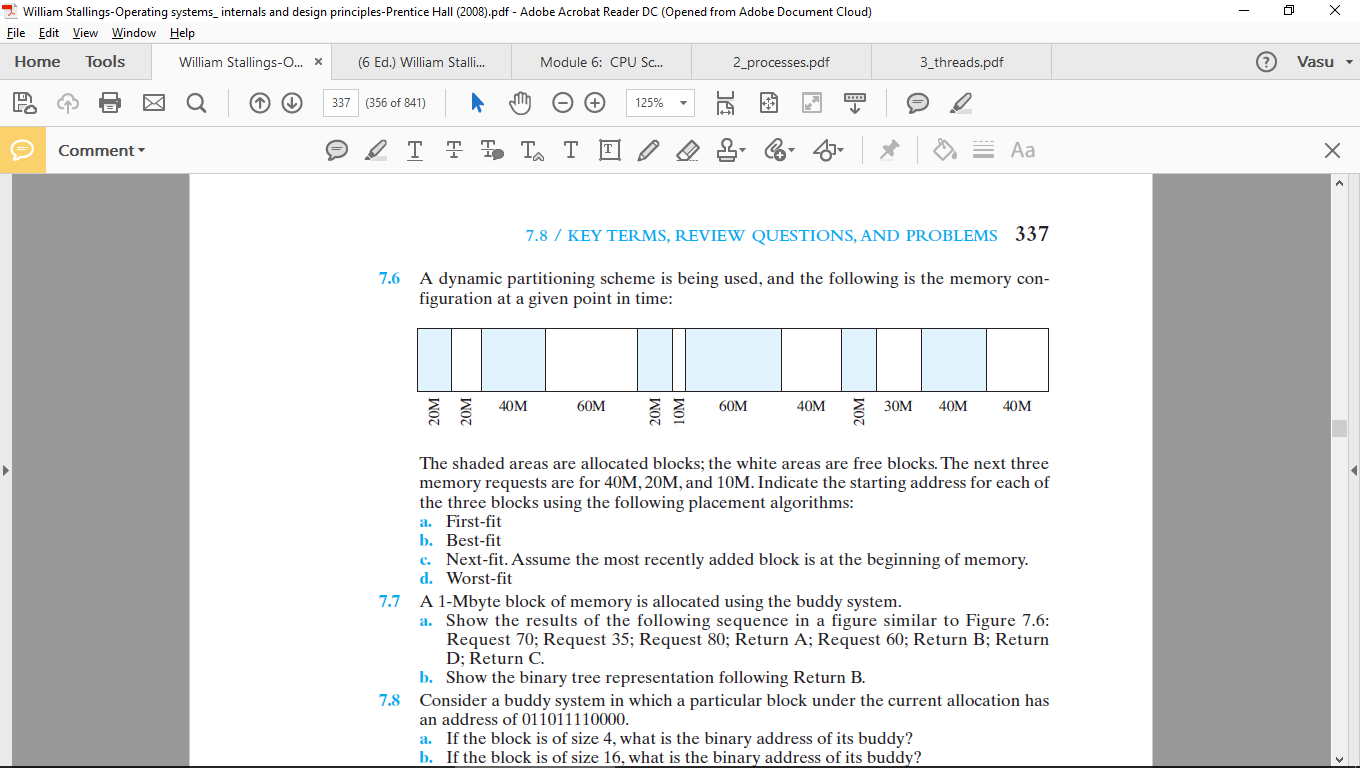 William Stallings-Operating systems_ internals and design principles-Prentice Hall (2008).pdf - Adobe Acrobat Reader DC (Opened from Adobe Document Cloud)
File Edit View Window Help
Home Tools William Stallings-O... × (6 Ed.) William Stalli... Module 6: CPU Sc... 2_processes.pdf 3_threads.pdf ? Vasu
337 (356 of 841) 125%
Comment T T T T T T Aa
7.8 / KEY TERMS, REVIEW QUESTIONS, AND PROBLEMS 337
7.6 A dynamic partitioning scheme is being used, and the following is the memory con-
figuration at a given point in time:
20M 20M 40M 60M 20M 10M 60M 40M 20M 30M 40M 40M
The shaded areas are allocated blocks; the white areas are free blocks. The next three
memory requests are for 40M, 20M, and 10M. Indicate the starting address for each of
the three blocks using the following placement algorithms:
a. First-fit
b. Best-fit
c. Next-fit. Assume the most recently added block is at the beginning of memory.
d. Worst-fit
7.7 A 1-Mbyte block of memory is allocated using the buddy system.
a. Show the results of the following sequence in a figure similar to Figure 7.6:
Request 70; Request 35; Request 80; Return A; Request 60; Return B; Return
D; Return C.
b. Show the binary tree representation following Return B.
7.8 Consider a buddy system in which a particular block under the current allocation has
an address of 011011110000.
a. If the block is of size 4, what is the binary address of its buddy?
b. If the block is of size 16, what is the binary address of its buddy?